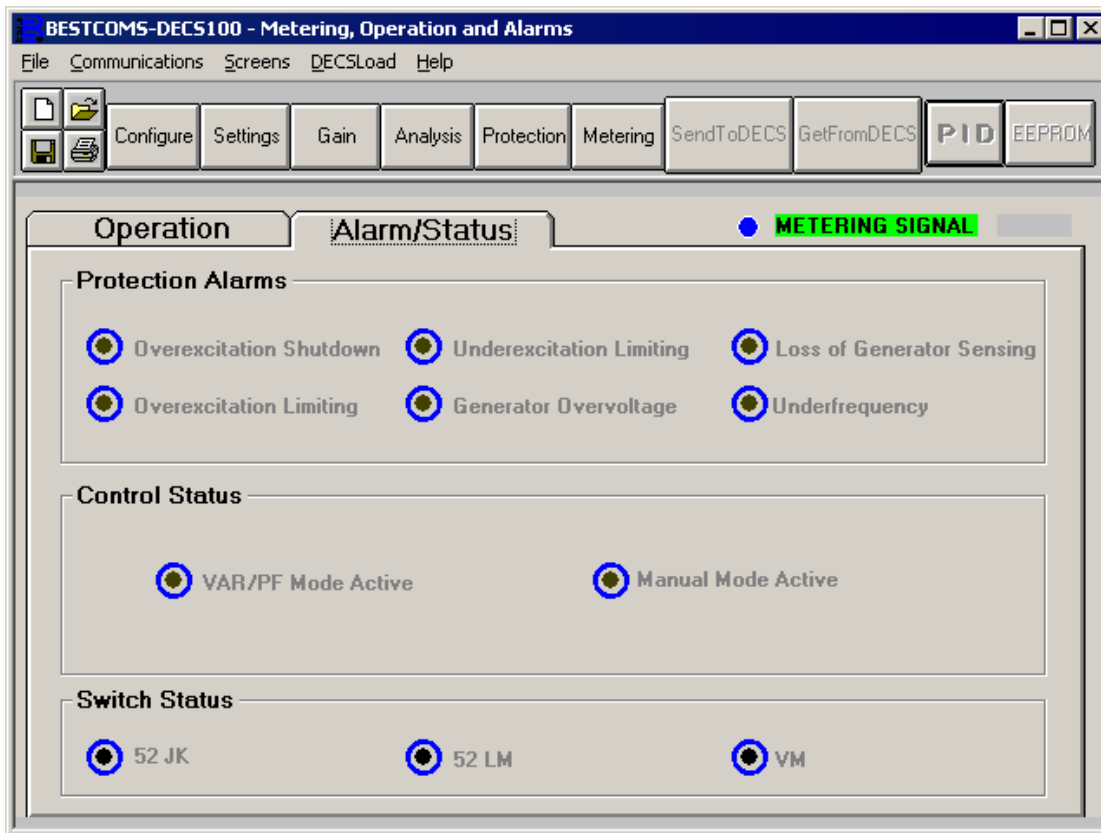 BESTCOMS-DECS100 - Metering, Operation and Alarms
File Communications Screens DECSLoad Help
Configure Settings Gain Analysis Protection Metering SendToDECS GetFromDECS PID EEPROM
Operation Alarm/Status METERING SIGNAL
Protection Alarms
Overexcitation Shutdown Underexcitation Limiting Loss of Generator Sensing
Overexcitation Limiting Generator Overvoltage Underfrequency
Control Status
VAR/PF Mode Active Manual Mode Active
Switch Status
52 JK 52 LM VM